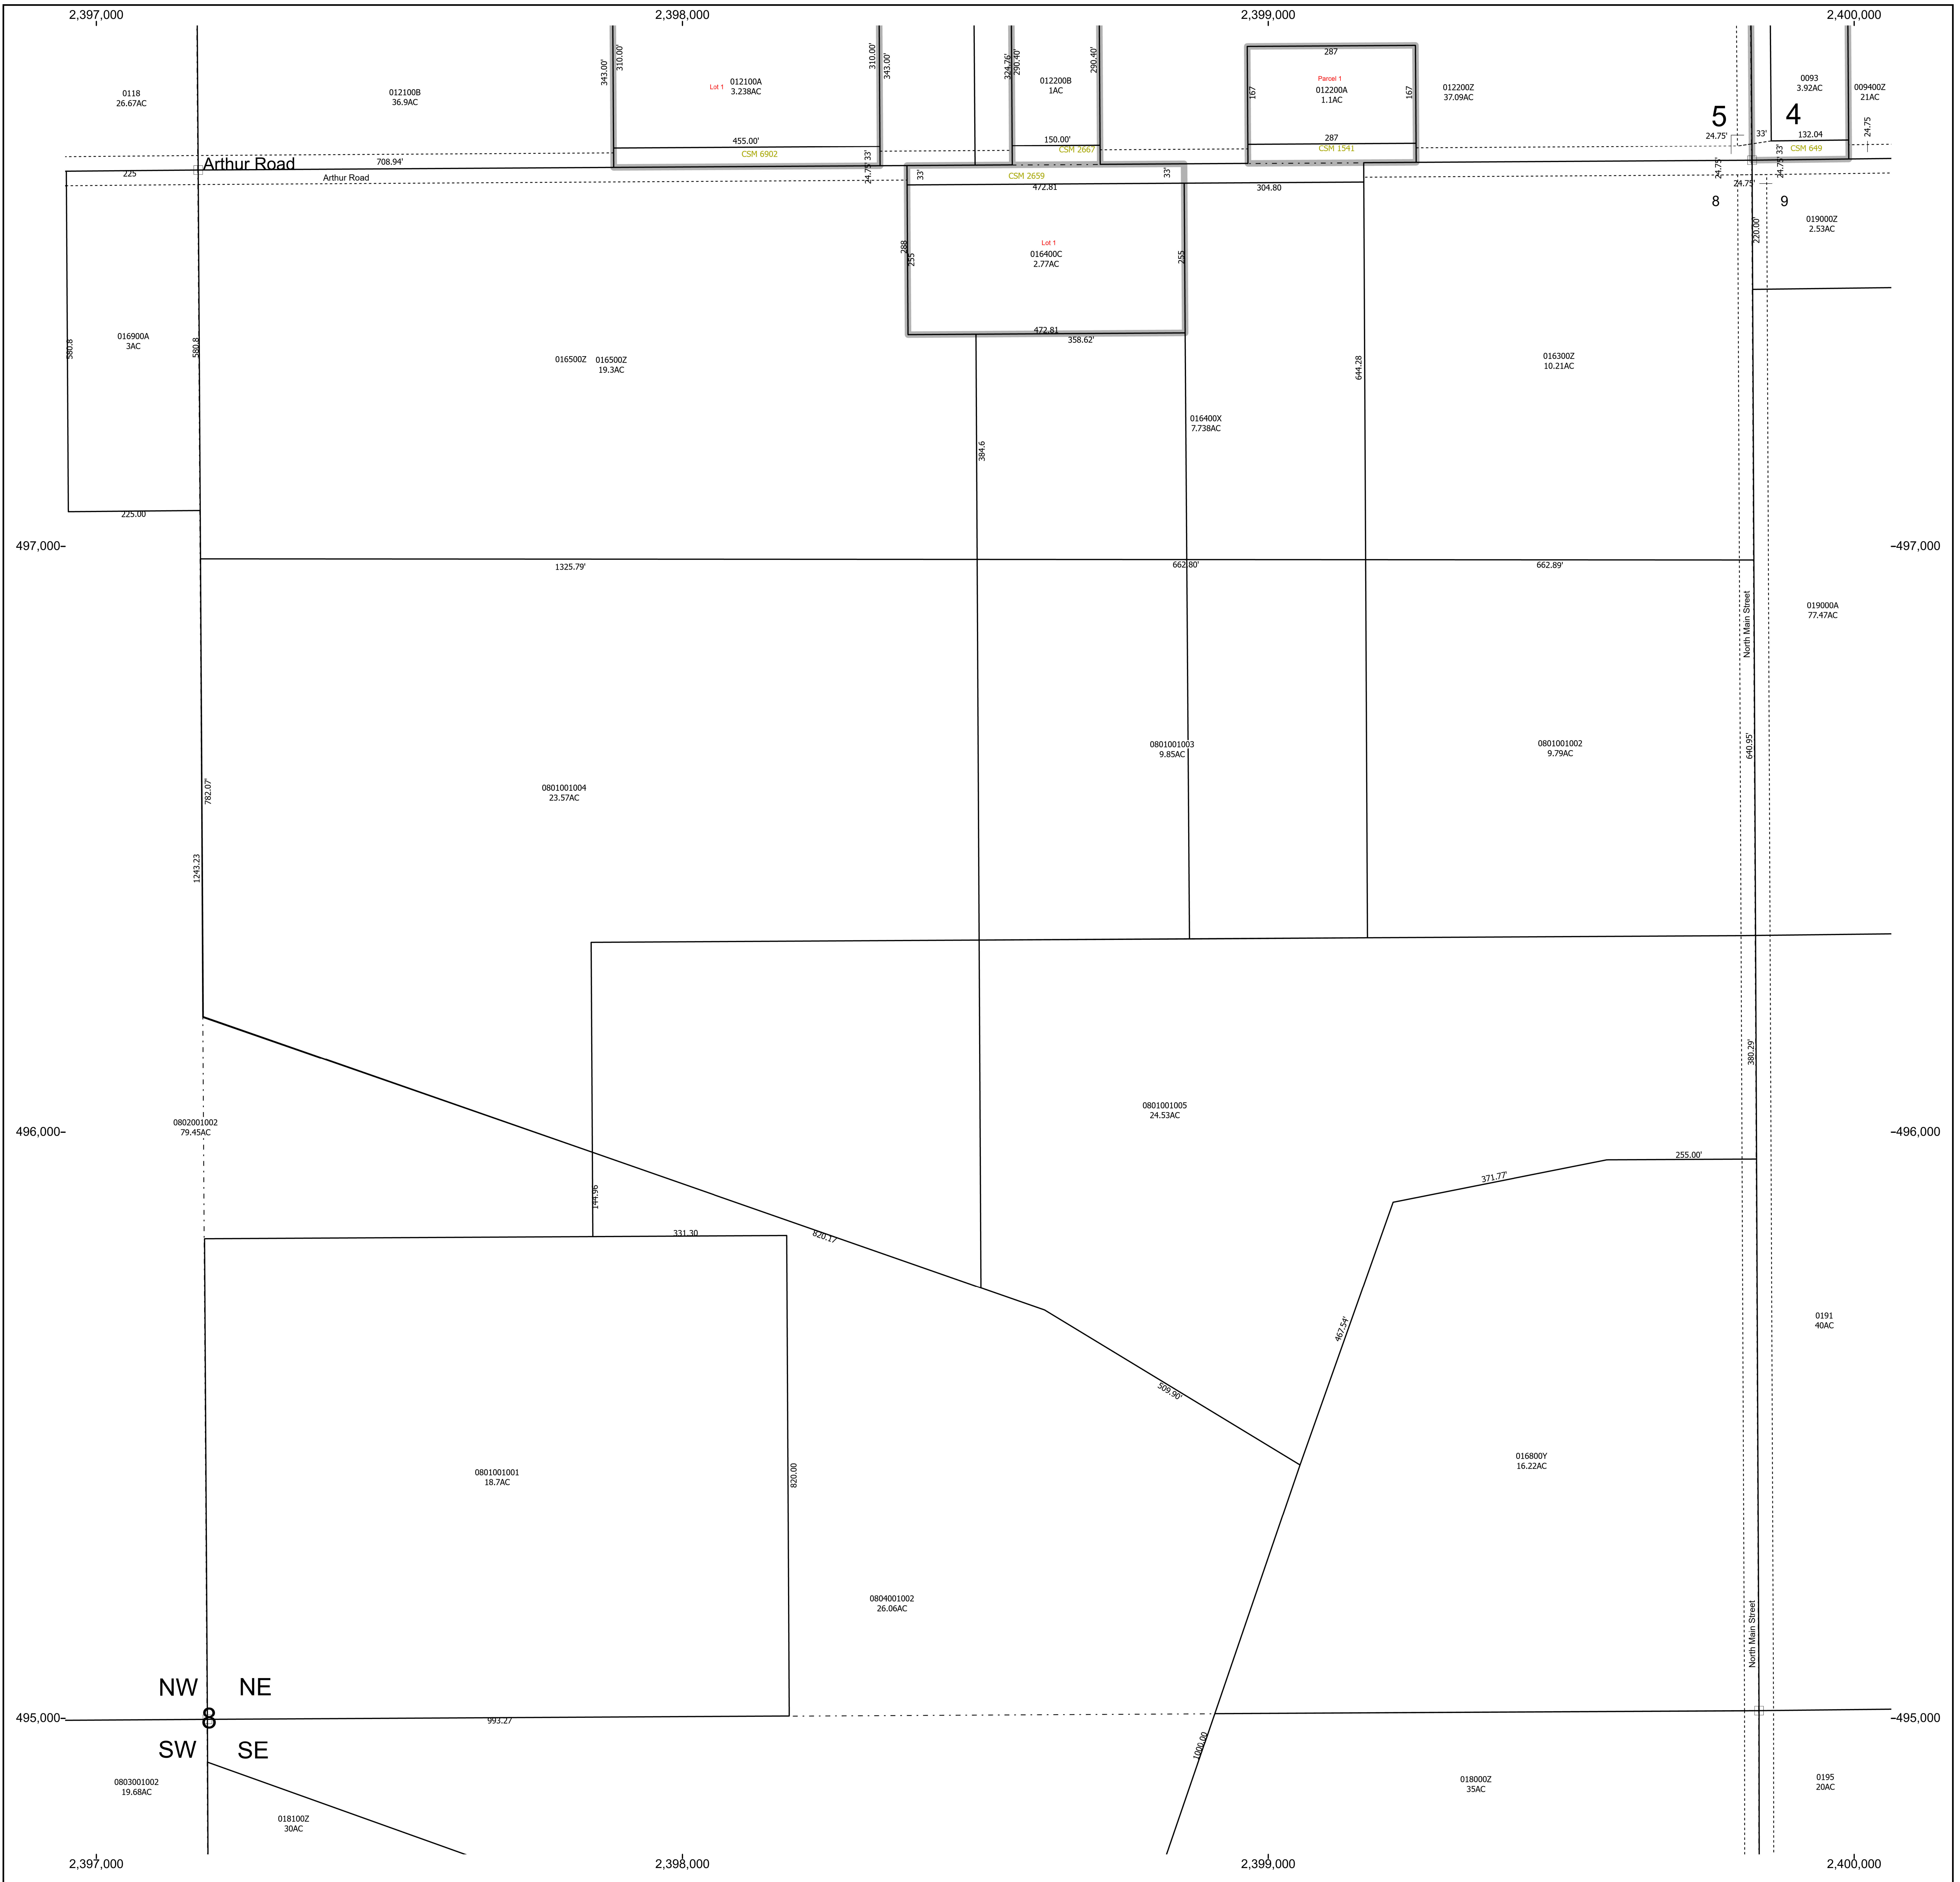 2,397,000
2,398,000
2,399,000
2,400,000
0118
26.67AC
012100B
36.9AC
343.00'
310.00'
Lot 1
012100A
3.238AC
310.00'
343.00'
455.00'
CSM 6902
24.75'
33'
324.76'
290.40'
012200B
1AC
290.40'
150.00'
CSM 2667
287
Parcel 1
012200A
1.1AC
167
167
287
CSM 1541
012200Z
37.09AC
5
4
24.75'
33'
0093
3.92AC
009400Z
21AC
132.04
24.75
CSM 649
24.75'
24.75'
33'
24.75'
8
9
Arthur Road
708.94'
225
Arthur Road
CSM 2659
33'
33'
472.81
304.80
Lot 1
016400C
2.77AC
288
255
255
472.81
358.62'
220.00'
019000Z
2.53AC
016900A
3AC
580.8
580.8
225.00
016500Z
016500Z
19.3AC
384.6
016400X
7.738AC
644.28
016300Z
10.21AC
497,000
497,000
1325.79'
662.80'
662.89'
North Main Street
019000A
77.47AC
0801001004
23.57AC
782.07'
1243.23
0801001003
9.85AC
0801001002
9.79AC
640.95'
380.29'
0801001005
24.53AC
496,000
496,000
0802001002
79.45AC
144.96
331.30
820.17'
255.00'
371.77'
467.54'
509.90'
0191
40AC
0801001001
18.7AC
820.00
016800Y
16.22AC
0804001002
26.06AC
North Main Street
NW
NE
495,000
8
495,000
993.27
SW
SE
1000.00
0803001002
19.68AC
018100Z
30AC
018000Z
35AC
0195
20AC
2,397,000
2,398,000
2,399,000
2,400,000